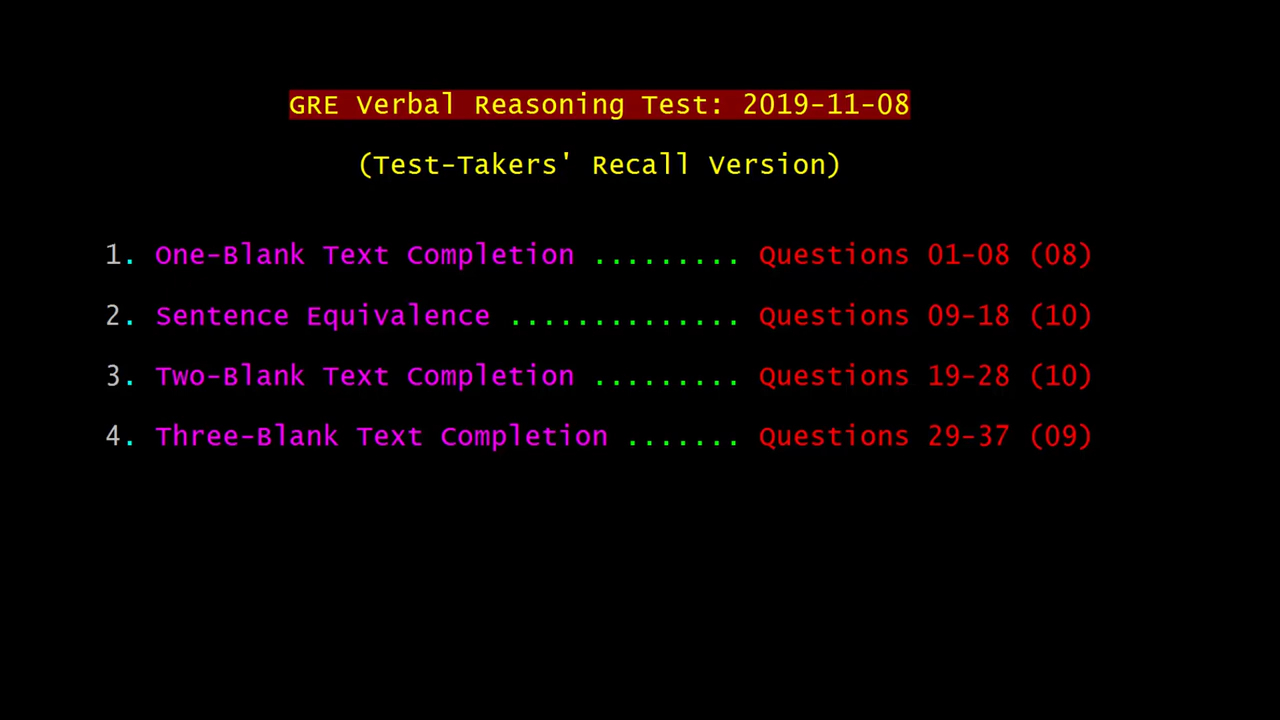 GRE Verbal Reasoning Test: 2019-11-08
(Test-Takers' Recall Version)
1. One-Blank Text Completion ......... Questions 01-08 (08)
2. Sentence Equivalence .............. Questions 09-18 (10)
3. Two-Blank Text Completion ......... Questions 19-28 (10)
4. Three-Blank Text Completion ....... Questions 29-37 (09)